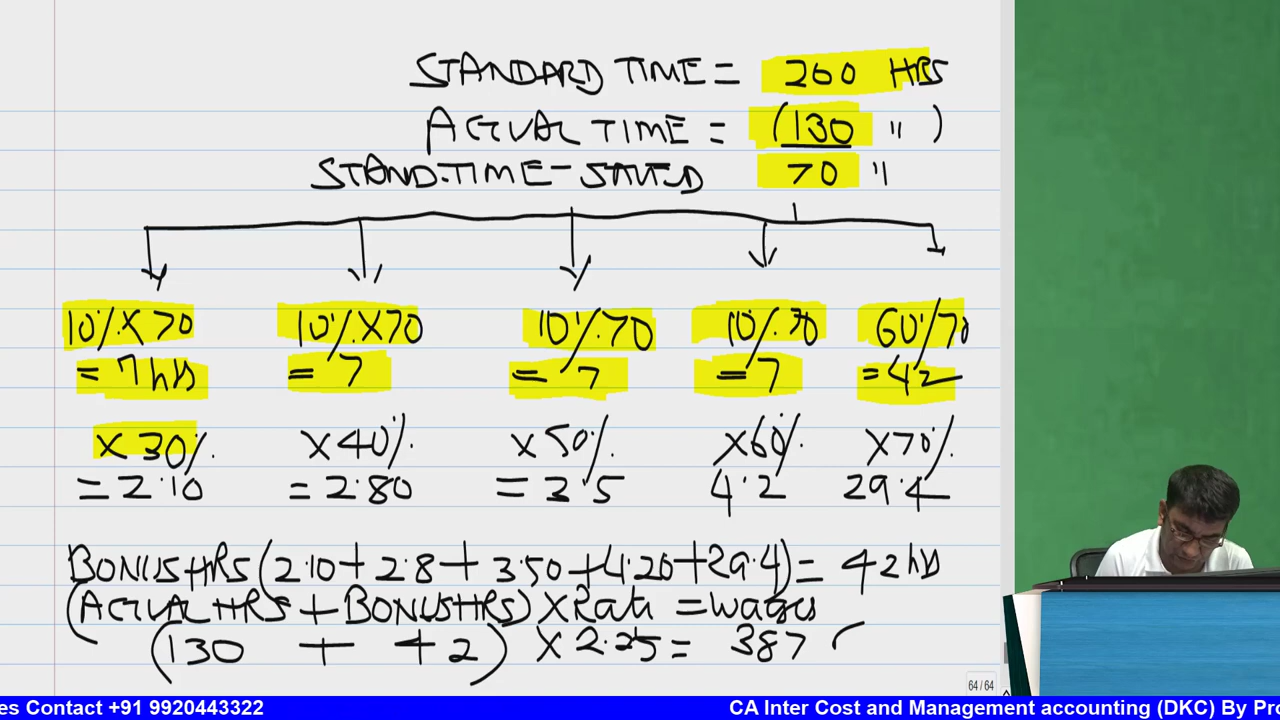 STANDARD TIME = 200 HRS
ACTUAL TIME = (130 " )
STAND.TIME - SAVED 70 "
10% X 70 10% X 70 10% 70 10% 70 60% 70
= 7 hrs = 7 = 7 = 7 = 42
X 30% X 40% X 50% X 60% X 70%
= 2.10 = 2.80 = 3.5 4.2 29.4
BONUS HRS (2.10 + 2.8 + 3.50 + 4.20 + 29.4) = 42 hrs
(ACTUAL HRS + BONUS HRS) X Rate = wages
(130 + 42) X 2.25 = 387 (
64 / 64
es Contact +91 9920443322 CA Inter Cost and Management accounting (DKC) By Pro